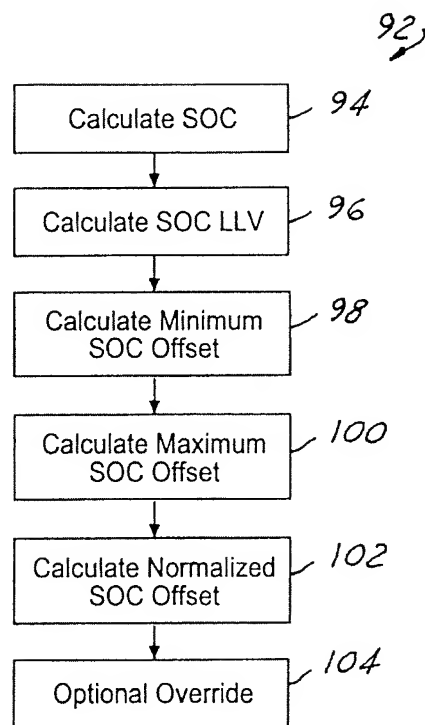 92
Calculate SOC
94
Calculate SOC LLV
96
Calculate Minimum
SOC Offset
98
Calculate Maximum
SOC Offset
100
Calculate Normalized
SOC Offset
102
Optional Override
104